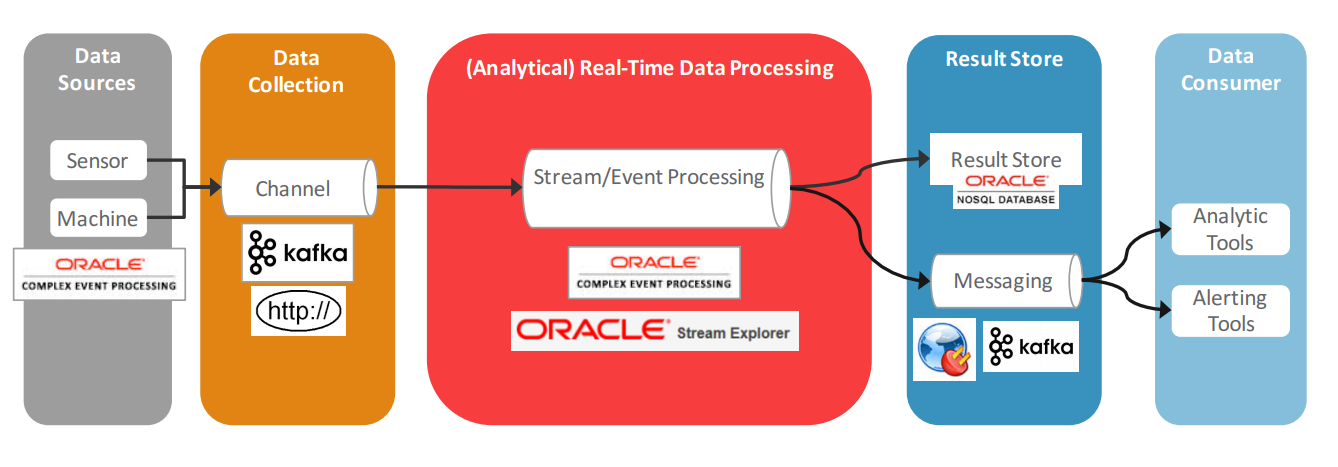 Data
Sources
Sensor
Machine
ORACLE
COMPLEX EVENT PROCESSING
Data
Collection
Channel
kafka
http://
(Analytical) Real-Time Data Processing
Stream/Event Processing
ORACLE
COMPLEX EVENT PROCESSING
ORACLE Stream Explorer
Result Store
Result Store
ORACLE
NOSQL DATABASE
Messaging
kafka
Data
Consumer
Analytic
Tools
Alerting
Tools